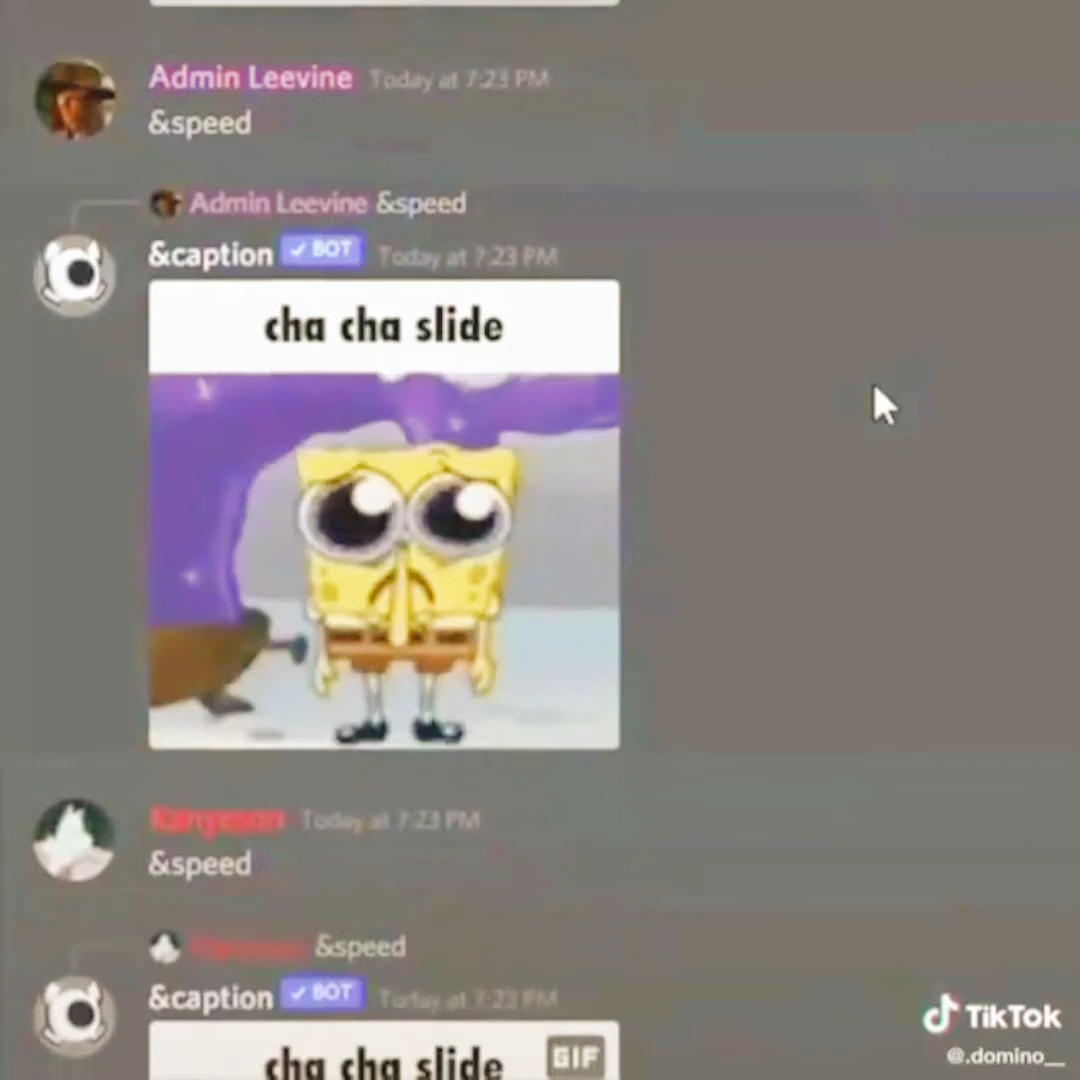 Admin Leevine Today at 7:23 PM
&speed
Admin Leevine &speed
&caption ✓ BOT Today at 7:23 PM
cha cha slide
Today at 7:23 PM
&speed
&speed
&caption ✓ BOT Today at 7:23 PM
cha cha slide GIF
TikTok
@.domino__